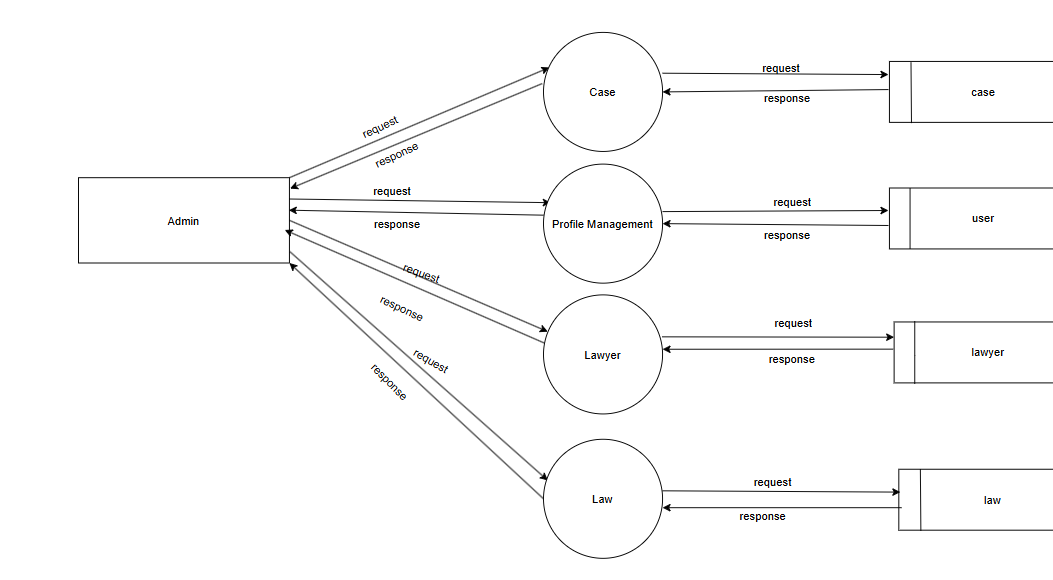 request
Case
request
response
case
response
Admin
request
response
Profile Management
request
response
user
request
response
Lawyer
request
response
lawyer
request
response
Law
request
response
law